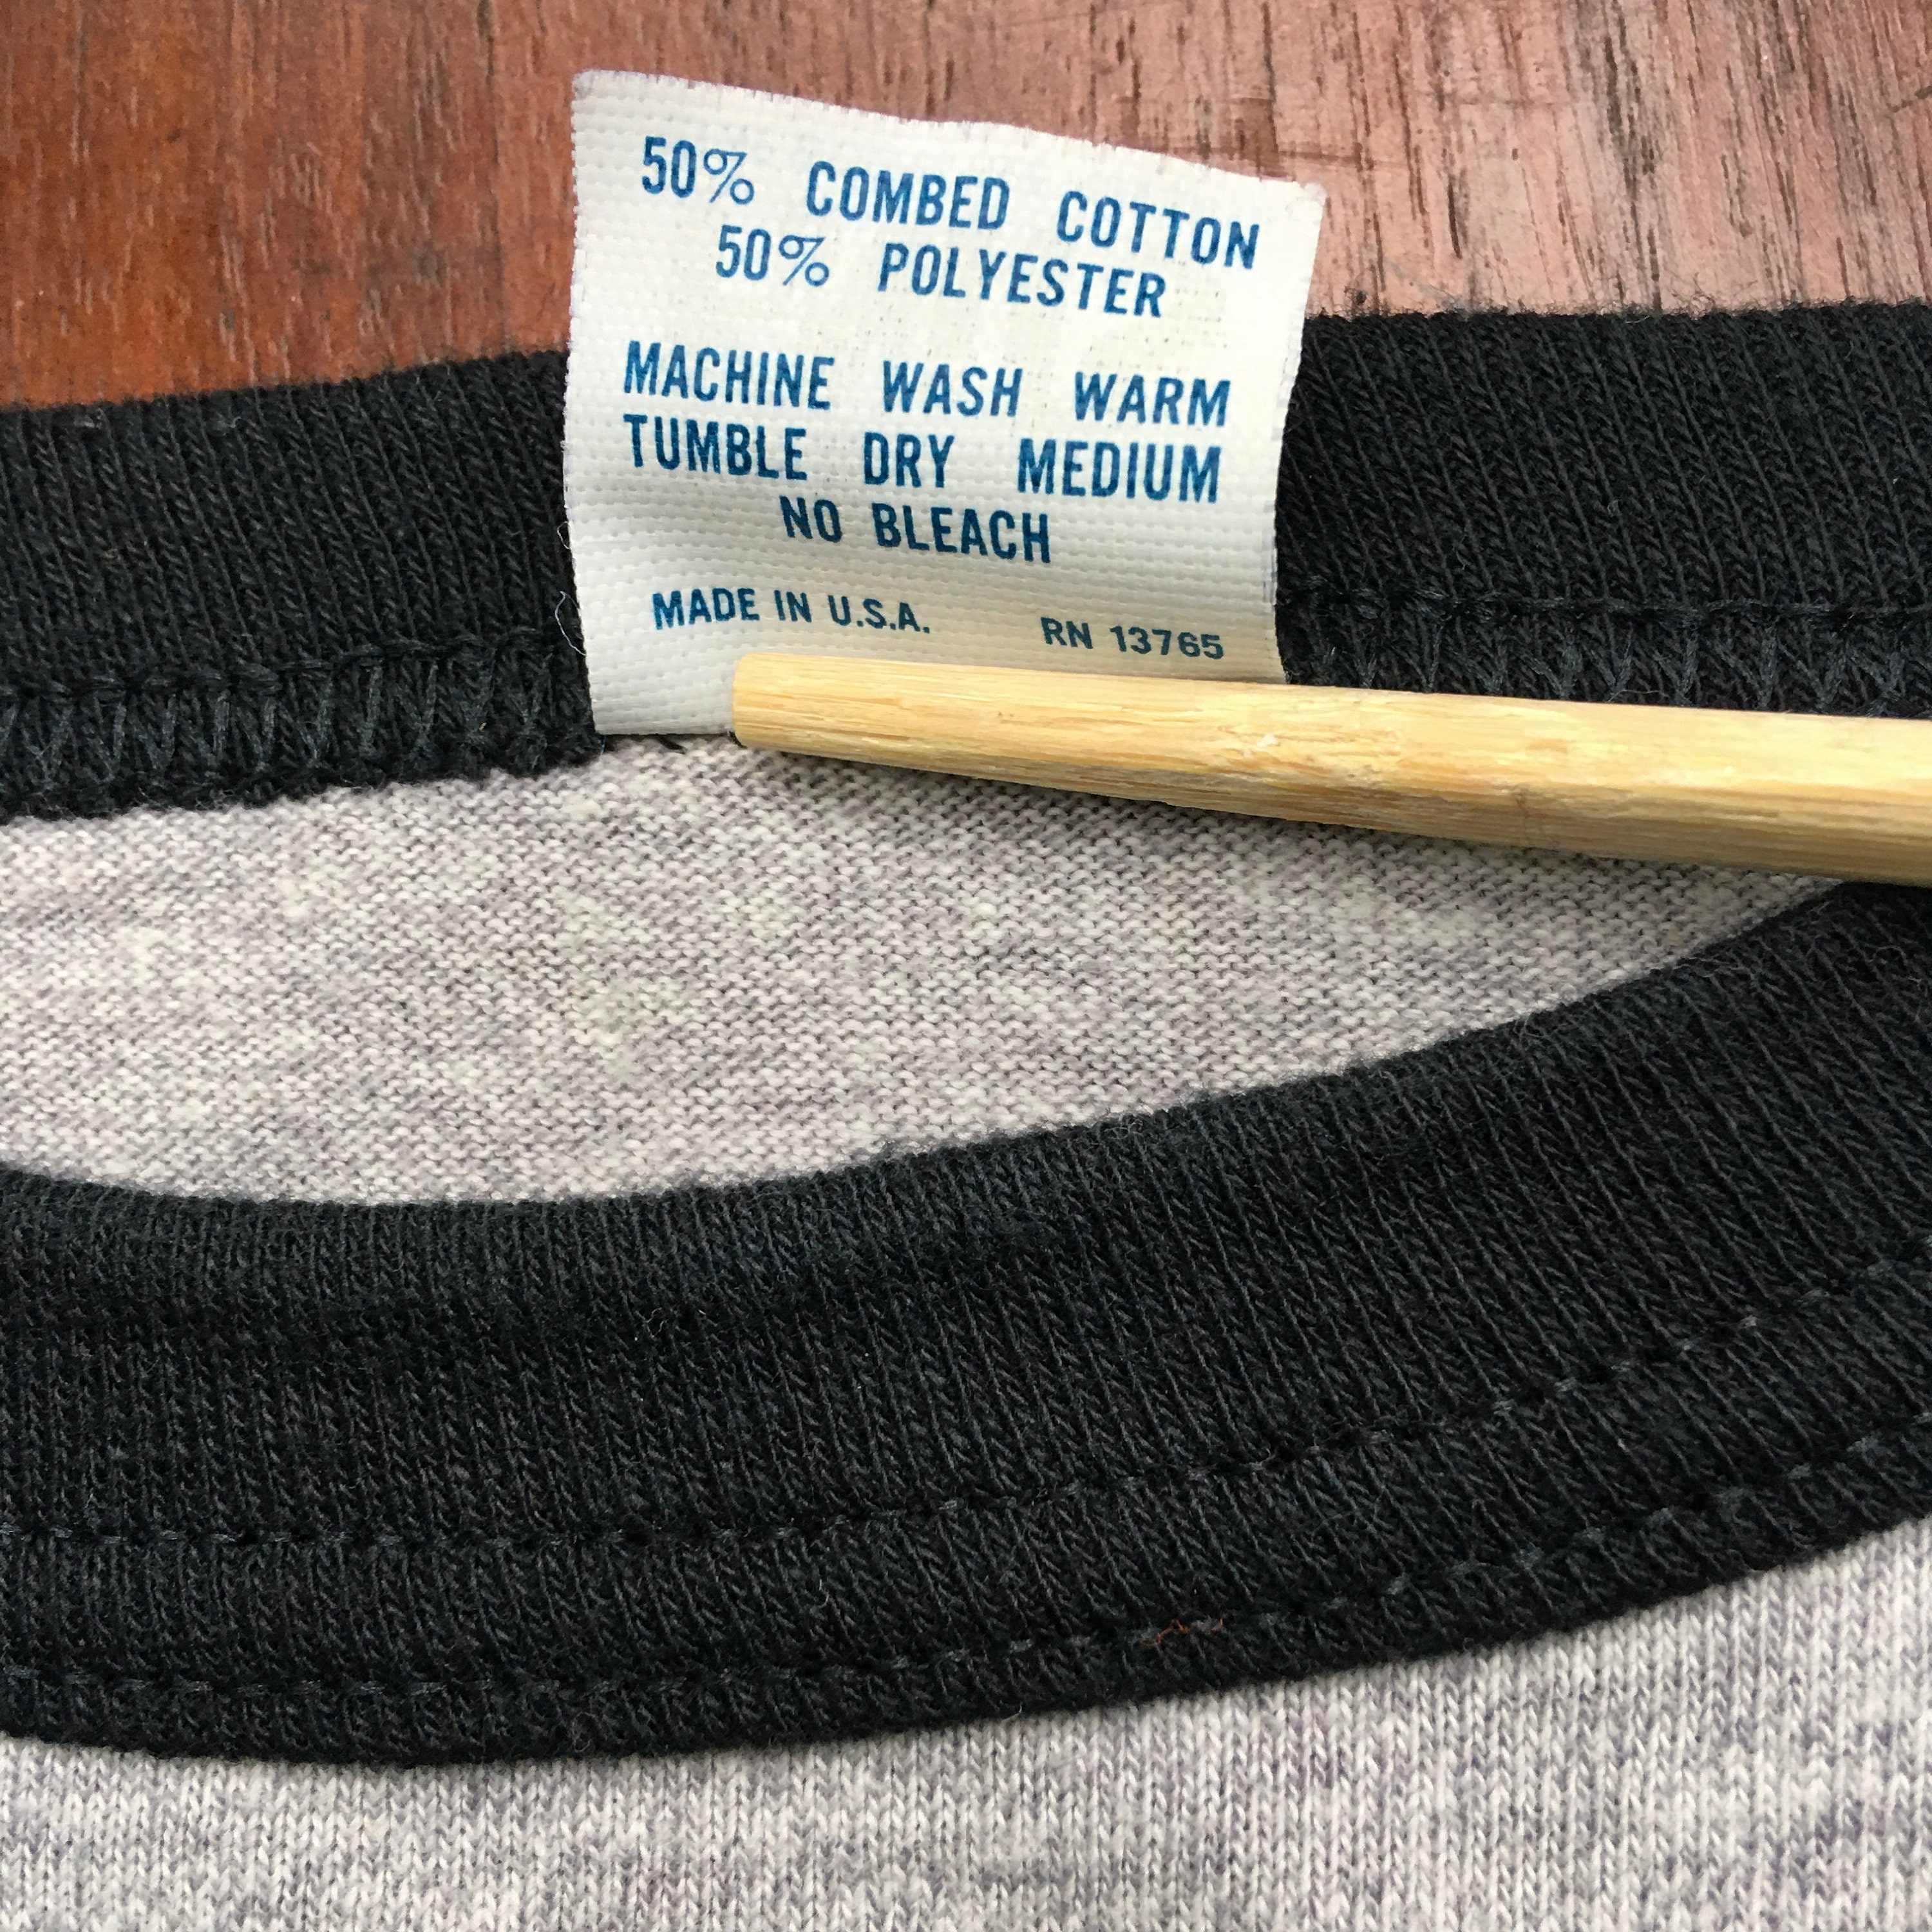 50% COMBED COTTON
50% POLYESTER
MACHINE WASH WARM
TUMBLE DRY MEDIUM
NO BLEACH
MADE IN U.S.A. RN 13765